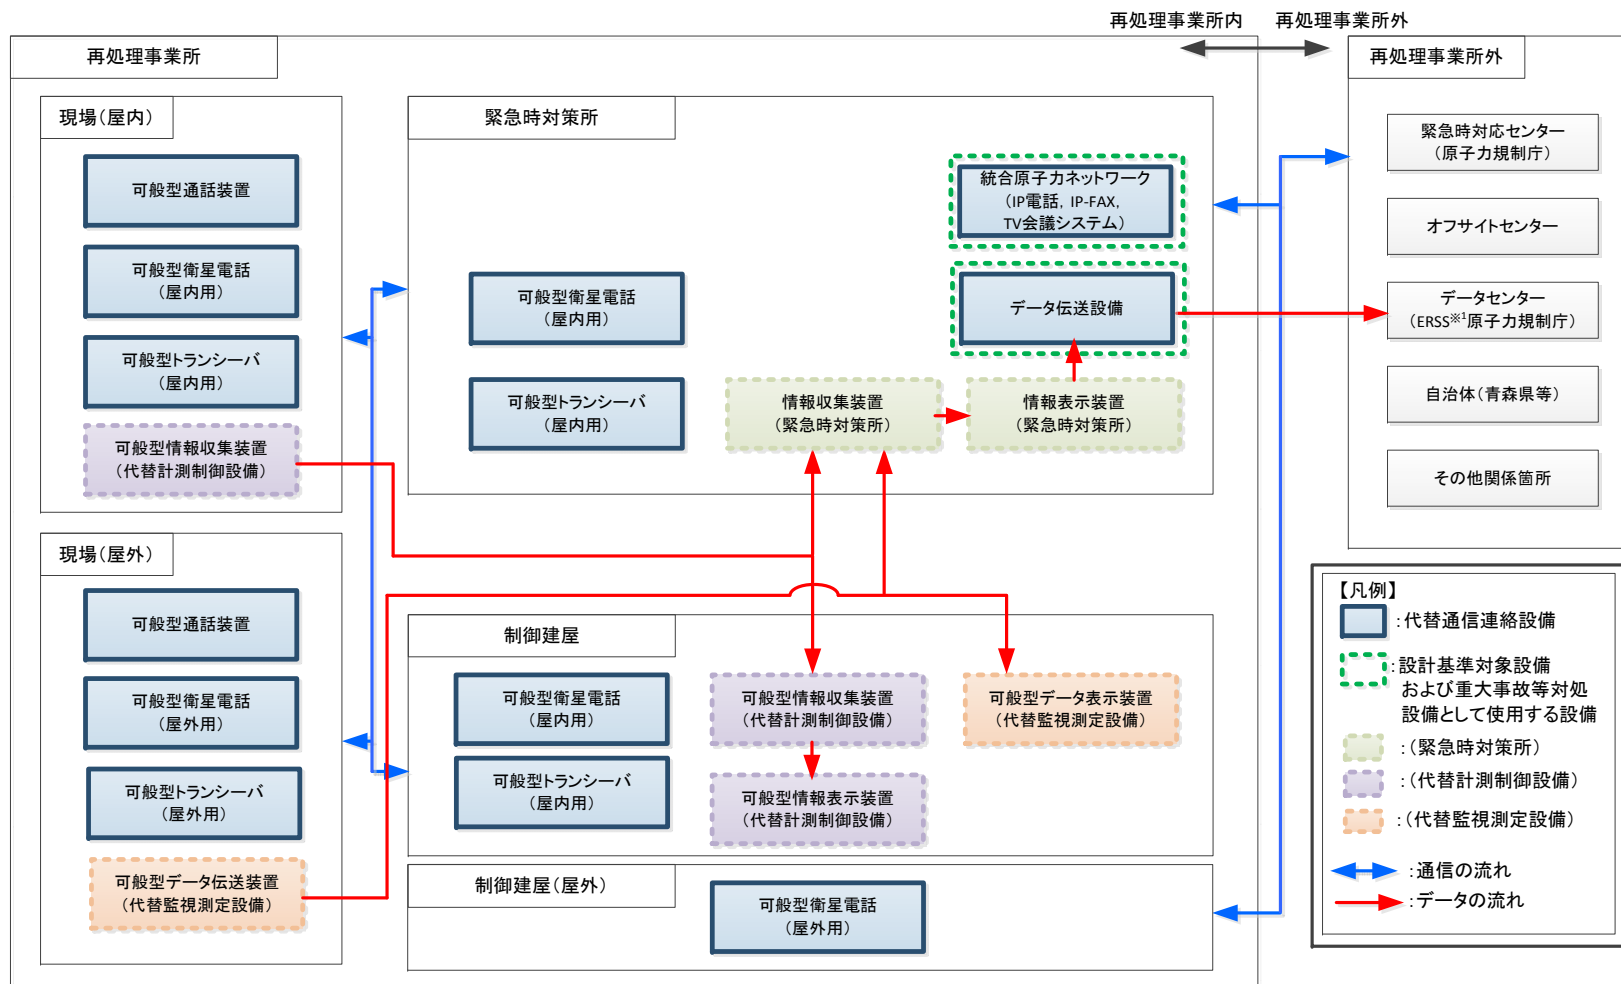 再処理事業所内
再処理事業所外
再処理事業所
現場(屋内)
可般型通話装置
可般型衛星電話
(屋内用)
可般型トランシーバ
(屋内用)
可般型情報収集装置
(代替計測制御設備)
現場(屋外)
可般型通話装置
可般型衛星電話
(屋外用)
可般型トランシーバ
(屋外用)
可般型データ伝送装置
(代替監視測定設備)
緊急時対策所
統合原子力ネットワーク
(IP電話, IP-FAX,
TV会議システム)
可般型衛星電話
(屋内用)
データ伝送設備
可般型トランシーバ
(屋内用)
情報収集装置
(緊急時対策所)
情報表示装置
(緊急時対策所)
制御建屋
可般型衛星電話
(屋内用)
可般型トランシーバ
(屋内用)
可般型情報収集装置
(代替計測制御設備)
可般型データ表示装置
(代替監視測定設備)
可般型情報表示装置
(代替計測制御設備)
制御建屋(屋外)
可般型衛星電話
(屋外用)
再処理事業所外
緊急時対応センター
(原子力規制庁)
オフサイトセンター
データセンター
(ERSS※1原子力規制庁)
自治体(青森県等)
その他関係箇所
【凡例】
:代替通信連絡設備
:設計基準対象設備
および重大事故等対処
設備として使用する設備
:(緊急時対策所)
:(代替計測制御設備)
:(代替監視測定設備)
:通信の流れ
:データの流れ